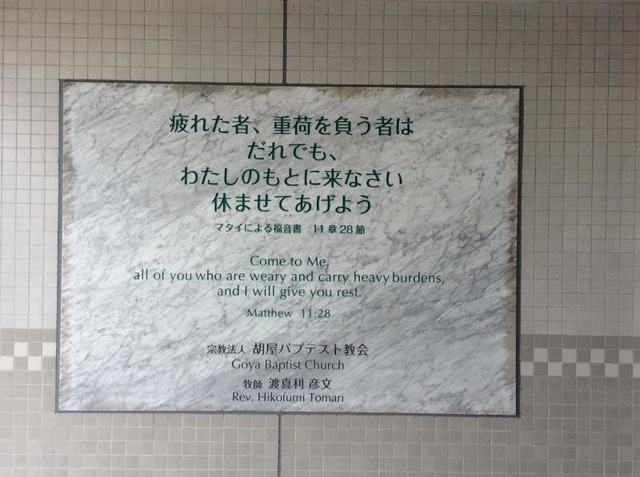 疲れた者、重荷を負う者は
だれでも、
わたしのもとに来なさい
休ませてあげよう
マタイによる福音書 11章28節
Come to Me,
all of you who are weary and carry heavy burdens,
and I will give you rest.
Matthew 11:28
宗教法人 胡屋バプテスト教会
Goya Baptist Church
牧師 渡真利 彦文
Rev. Hikofumi Tomari